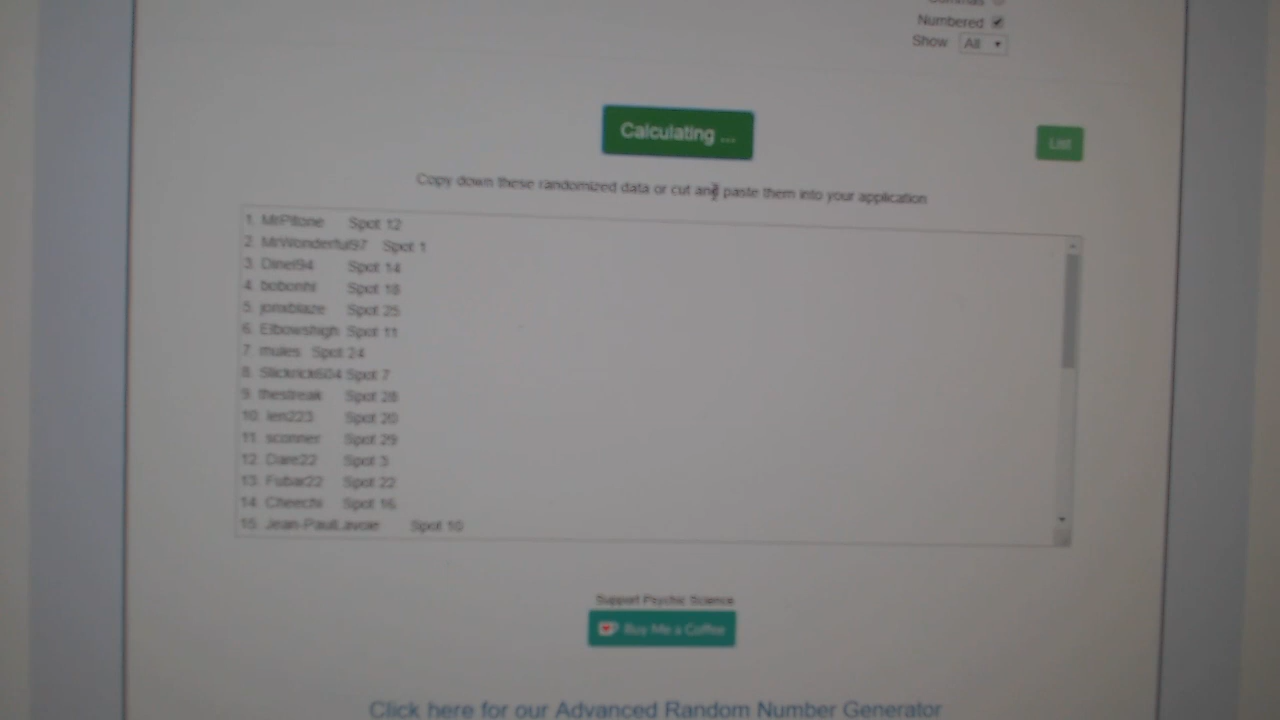 Numbered
Show All
Calculating ...
List
Copy down these randomized data or cut and paste them into your application
1. MrPitone Spot 12
2. MrWonderful97 Spot 1
3. Dinel94 Spot 14
4. bobonht Spot 18
5. jonxblaze Spot 25
6. Elbowshigh Spot 11
7. mules Spot 24
8. Slickrick604 Spot 7
9. thestreak Spot 28
10. len223 Spot 20
11. sconner Spot 29
12. Dare22 Spot 3
13. Fubar22 Spot 22
14. Cheechi Spot 16
15. Jean-PaulLavoie Spot 10
Support Psychic Science
Buy Me a Coffee
Click here for our Advanced Random Number Generator